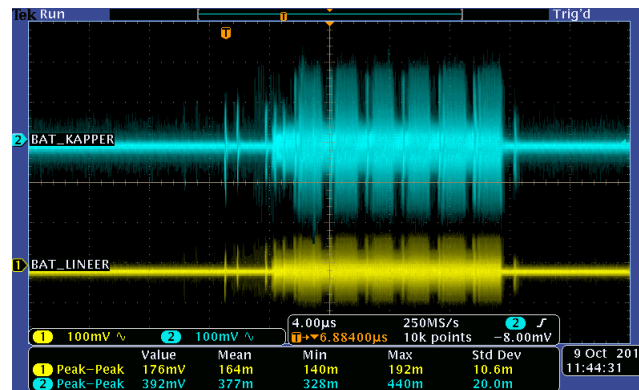 Tek Run Trig'd
T
T
2 BAT_KAPPER
1 BAT_LINEER
4.00µs 250MS/s 2
1 100mV 2 100mV T→▼6.88400µs 10k points -8.00mV
Value Mean Min Max Std Dev
1 Peak-Peak 176mV 164m 140m 192m 10.6m
2 Peak-Peak 392mV 377m 328m 440m 20.0m
9 Oct 201
11:44:31